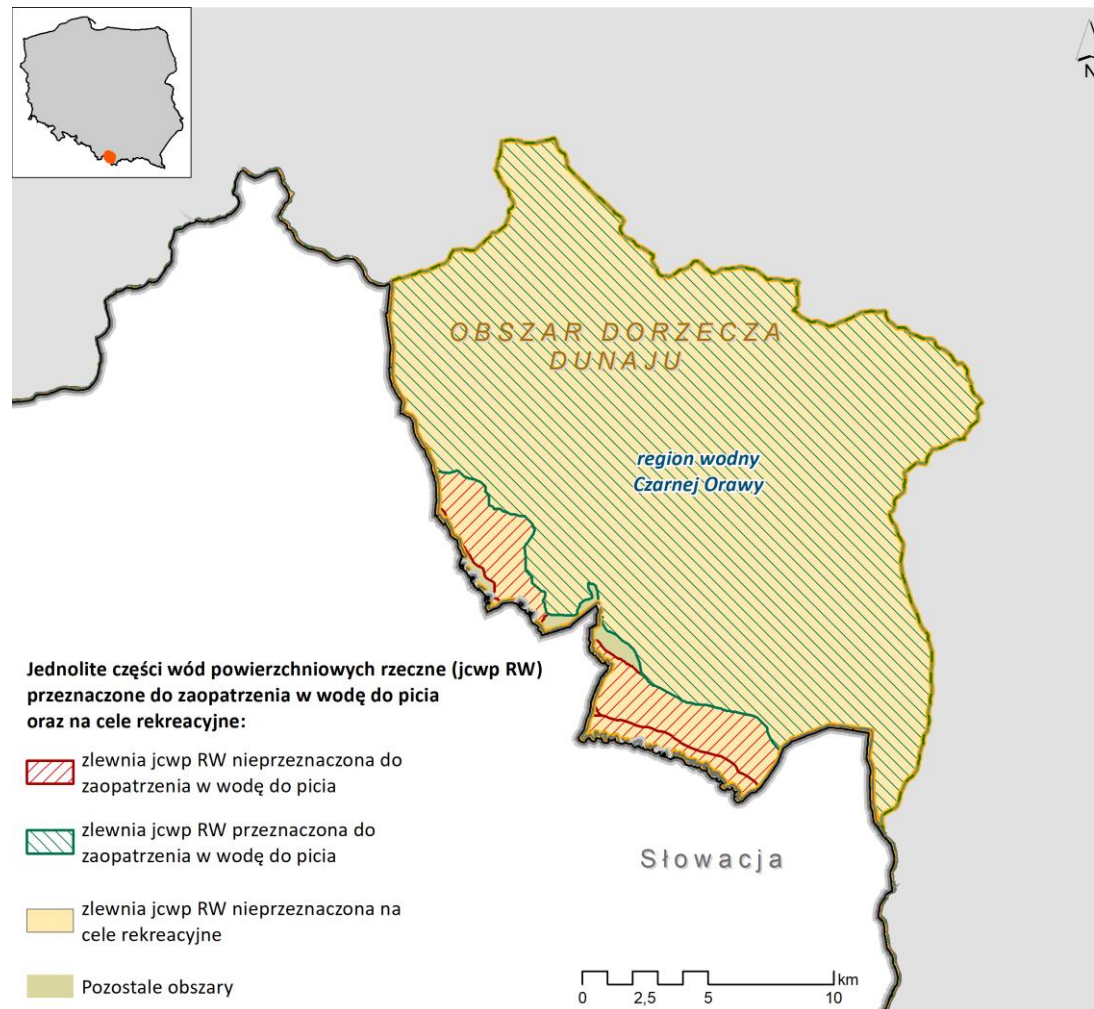 N
OBSZAR DORZECZA
DUNAJU
region wodny
Czarnej Orawy
Jednolite części wód powierzchniowych rzeczne (jcwp RW)
przeznaczone do zaopatrzenia w wodę do picia
oraz na cele rekreacyjne:
zlewnia jcwp RW nieprzeznaczona do
zaopatrzenia w wodę do picia
zlewnia jcwp RW przeznaczona do
zaopatrzenia w wodę do picia
zlewnia jcwp RW nieprzeznaczona na
cele rekreacyjne
Pozostałe obszary
Słowacja
km
0 2,5 5 10